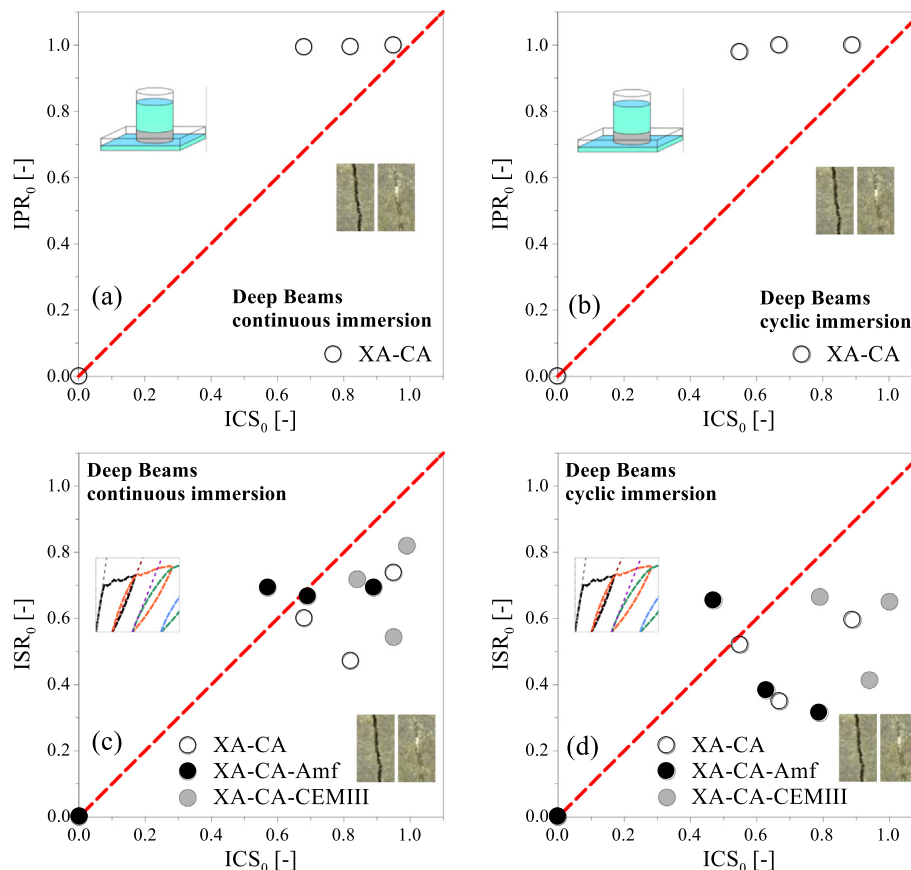 1.0
0.8
0.6
0.4
0.2
0.0
IPR0 [-]
(a)
Deep Beams
continuous immersion
XA-CA
0.0 0.2 0.4 0.6 0.8 1.0
ICS0 [-]
1.0
0.8
0.6
0.4
0.2
0.0
IPR0 [-]
(b)
Deep Beams
cyclic immersion
XA-CA
0.0 0.2 0.4 0.6 0.8 1.0
ICS0 [-]
Deep Beams
continuous immersion
1.0
0.8
0.6
0.4
0.2
0.0
ISR0 [-]
(c)
XA-CA
XA-CA-Amf
XA-CA-CEMIII
0.0 0.2 0.4 0.6 0.8 1.0
ICS0 [-]
Deep Beams
cyclic immersion
1.0
0.8
0.6
0.4
0.2
0.0
ISR0 [-]
(d)
XA-CA
XA-CA-Amf
XA-CA-CEMIII
0.0 0.2 0.4 0.6 0.8 1.0
ICS0 [-]